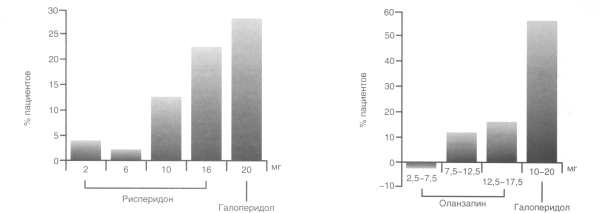 % пациентов
30
25
20
15
10
5
0
2 6 10 16 20 мг
Рисперидон
Галоперидол
% пациентов
60
50
40
30
20
10
0
−10
2,5–7,5 7,5–12,5 12,5–17,5 10–20 мг
Оланзапин Галоперидол